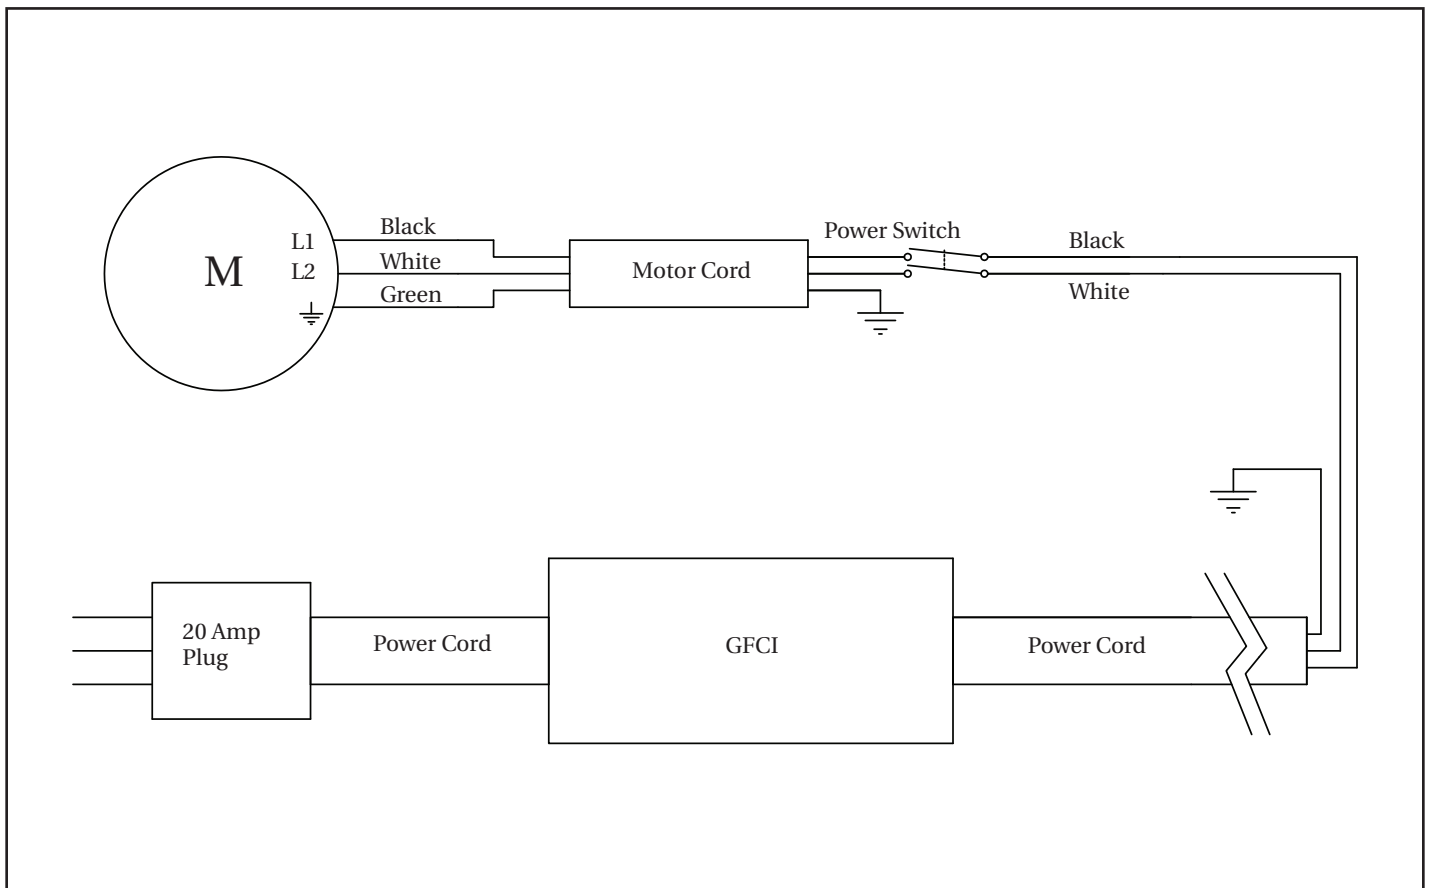 Black
Power Switch
L1
Black
White
M
L2
Motor Cord
Green
White
20 Amp
Plug
Power Cord
GFCI
Power Cord